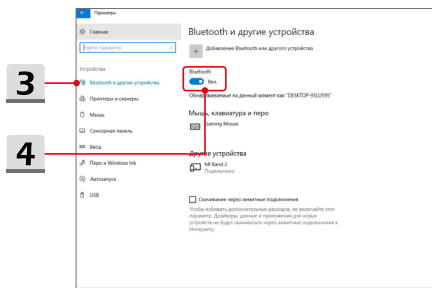 Параметры
Главная
Найти параметр
Устройства
Bluetooth и другие устройства
Принтеры и сканеры
Мышь
Сенсорная панель
Ввод
Перо и Windows Ink
Автозапуск
USB
3
4
Bluetooth и другие устройства
Добавление Bluetooth или другого устройства
Bluetooth
Вкл.
Обнаруживаемые на данный момент как "DESKTOP-93LU59S"
Мышь, клавиатура и перо
Gaming Mouse
Другие устройства
MI Band 2
Подключено
Скачивание через лимитные подключения
Чтобы избежать дополнительных расходов, не включайте этот
параметр. Драйверы, данные и приложения для новых
устройств не будут скачиваться через лимитные подключения к
Интернету.